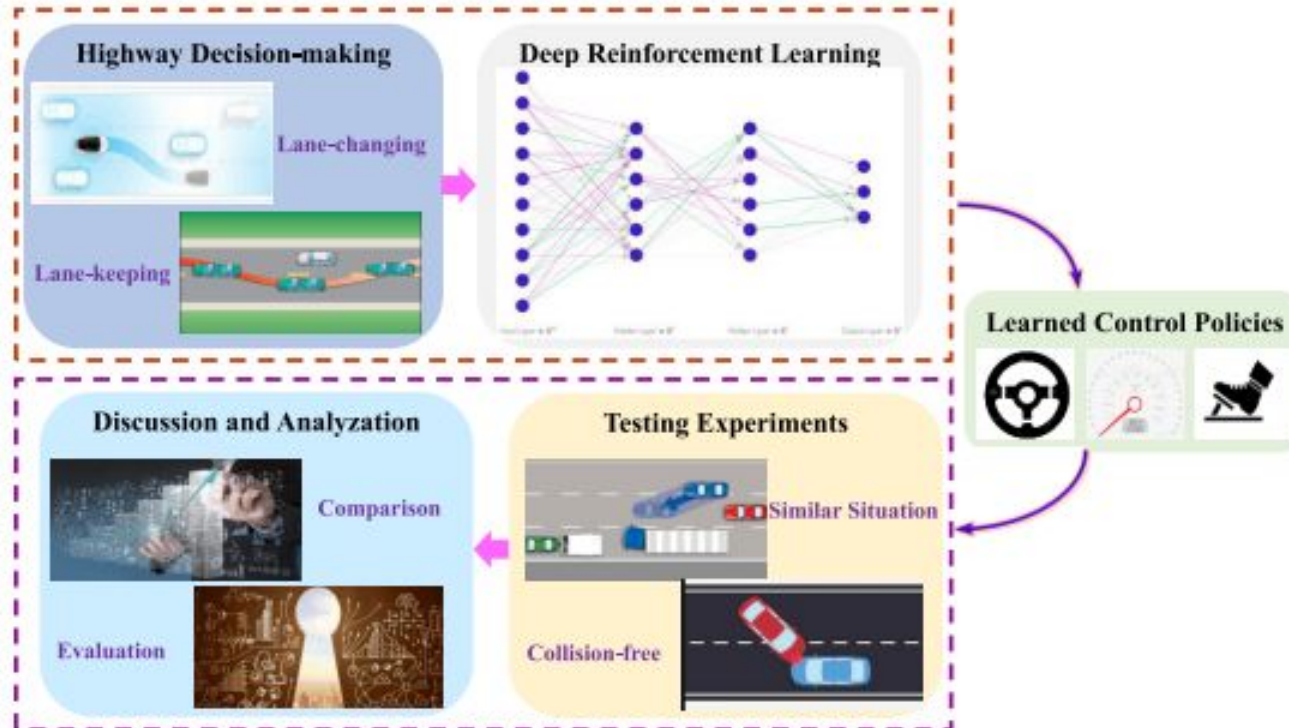 Highway Decision-making
Lane-changing
Lane-keeping
Deep Reinforcement Learning
Learned Control Policies
Discussion and Analyzation
Comparison
Evaluation
Testing Experiments
Similar Situation
Collision-free